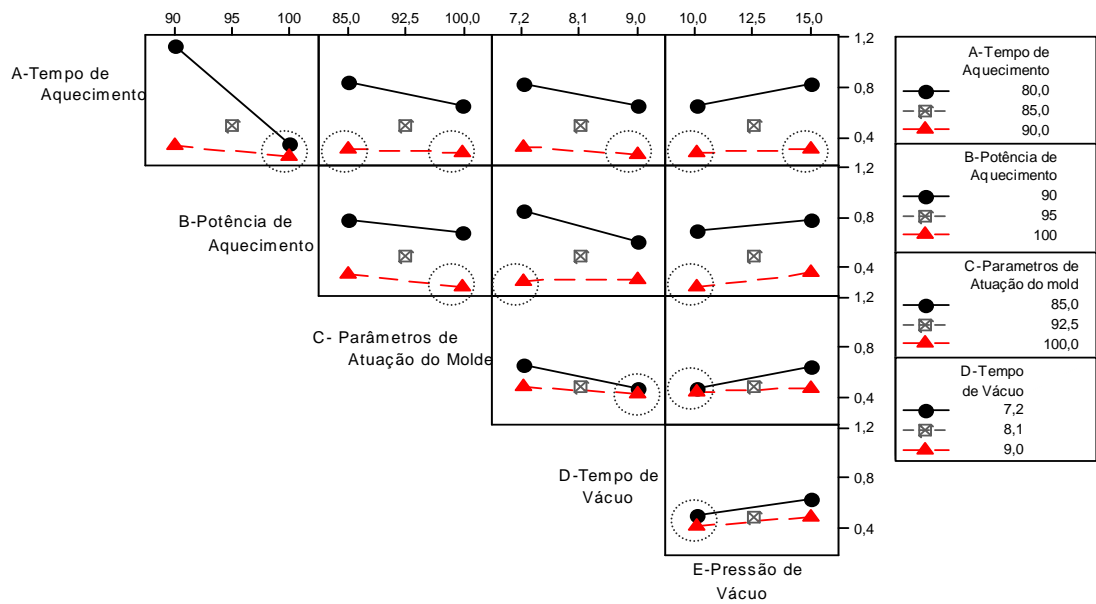 90 95 100 85,0 92,5 100,0 7,2 8,1 9,0 10,0 12,5 15,0
A-Tempo de
Aquecimento
1,2
0,8
0,4
B-Potência de
Aquecimento
1,2
0,8
0,4
C- Parâmetros de
Atuação do Molde
1,2
0,8
0,4
D-Tempo de
Vácuo
1,2
0,8
0,4
E-Pressão de
Vácuo
A-Tempo de
Aquecimento
80,0
85,0
90,0
B-Potência de
Aquecimento
90
95
100
C-Parametros de
Atuação do mold
85,0
92,5
100,0
D-Tempo
de Vácuo
7,2
8,1
9,0